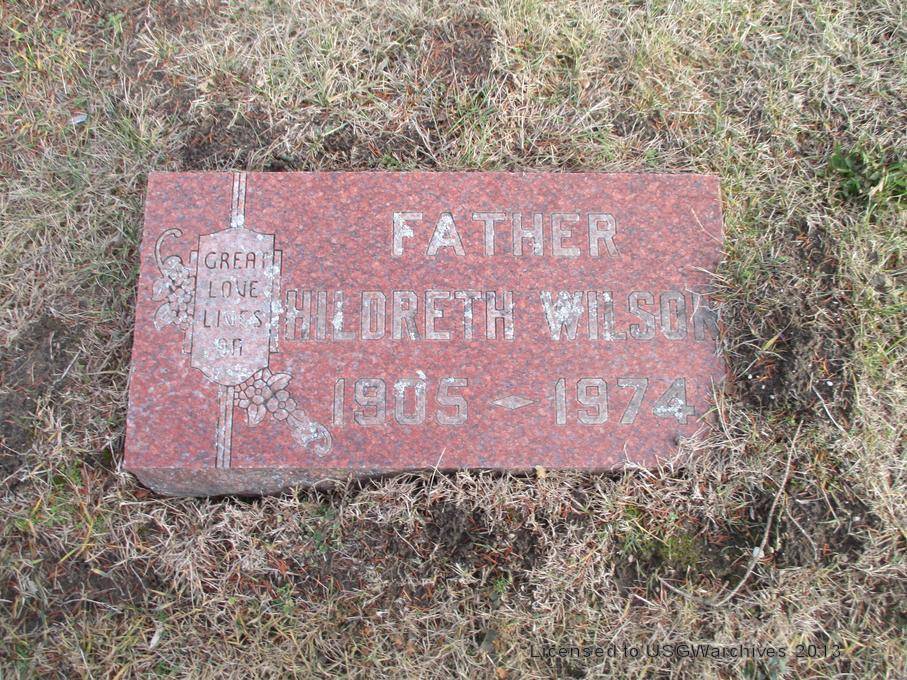 FATHER
GREAT
LOVE
LIVES
ON
HILDRETH WILSON
1905 - 1974
Licensed to USGWarchives 2013